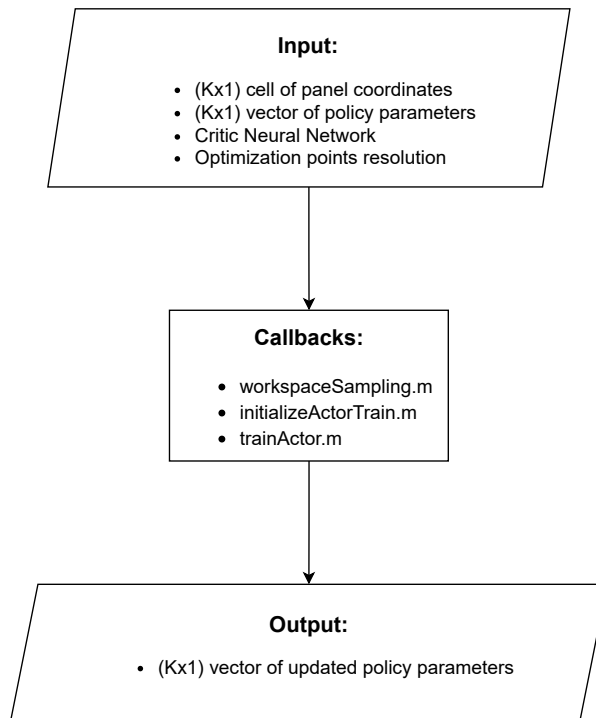 Input:
• (Kx1) cell of panel coordinates
• (Kx1) vector of policy parameters
• Critic Neural Network
• Optimization points resolution
Callbacks:
• workspaceSampling.m
• initializeActorTrain.m
• trainActor.m
Output:
• (Kx1) vector of updated policy parameters